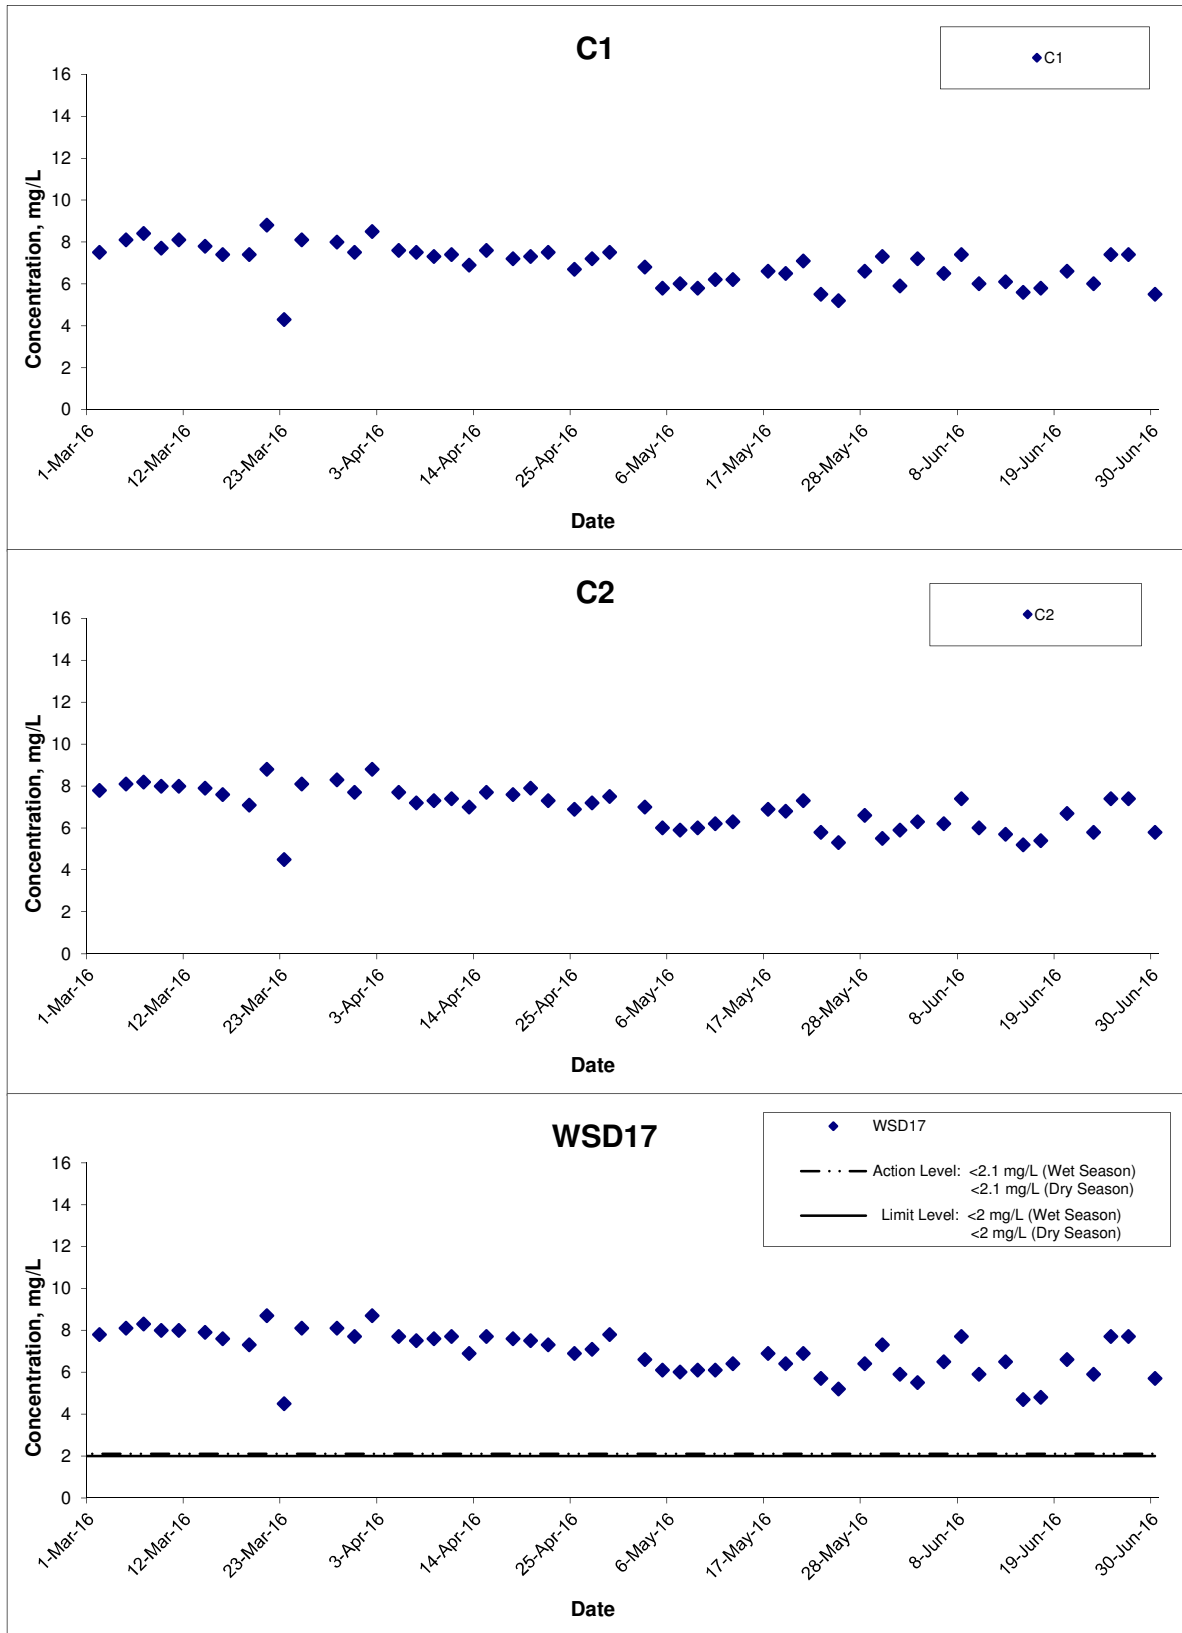 C1
C1
16
14
12
10
8
6
4
2
0
Concentration, mg/L
1-Mar-16
12-Mar-16
23-Mar-16
3-Apr-16
14-Apr-16
25-Apr-16
6-May-16
17-May-16
28-May-16
8-Jun-16
19-Jun-16
30-Jun-16
Date
C2
C2
16
14
12
10
8
6
4
2
0
Concentration, mg/L
1-Mar-16
12-Mar-16
23-Mar-16
3-Apr-16
14-Apr-16
25-Apr-16
6-May-16
17-May-16
28-May-16
8-Jun-16
19-Jun-16
30-Jun-16
Date
WSD17
WSD17
Action Level: <2.1 mg/L (Wet Season)
<2.1 mg/L (Dry Season)
Limit Level: <2 mg/L (Wet Season)
<2 mg/L (Dry Season)
16
14
12
10
8
6
4
2
0
Concentration, mg/L
1-Mar-16
12-Mar-16
23-Mar-16
3-Apr-16
14-Apr-16
25-Apr-16
6-May-16
17-May-16
28-May-16
8-Jun-16
19-Jun-16
30-Jun-16
Date